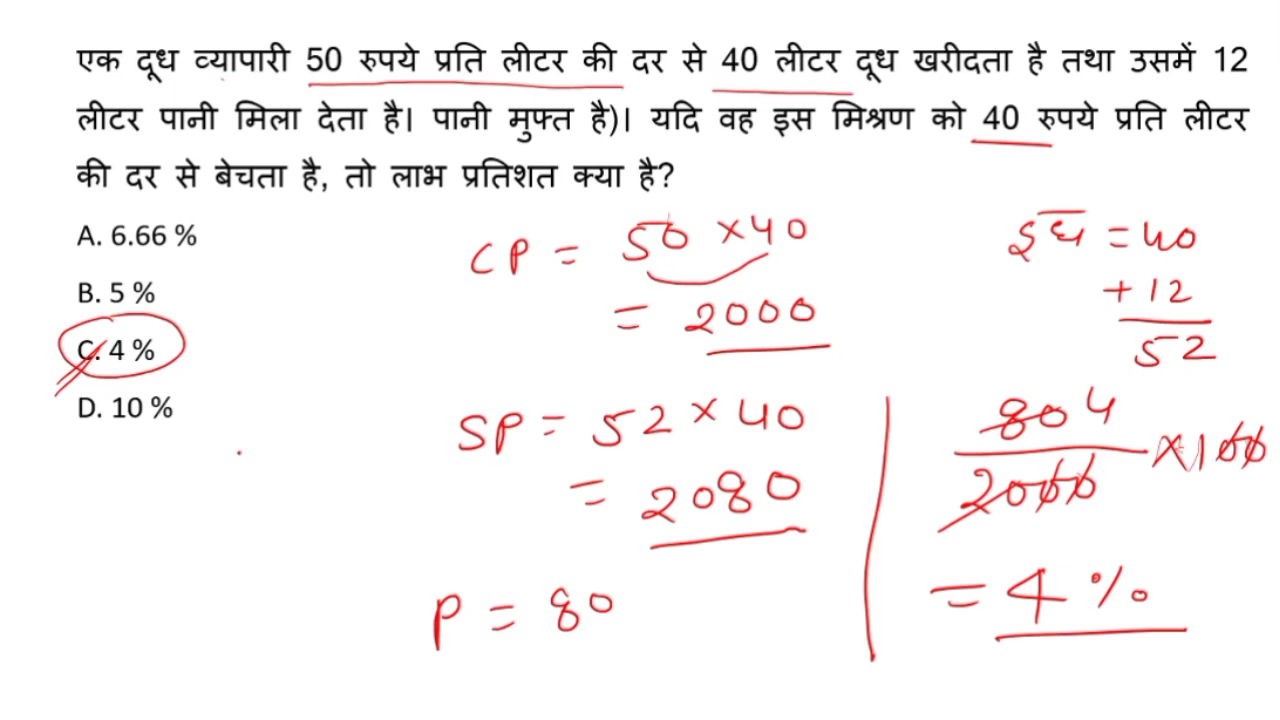 एक दूध व्यापारी 50 रुपये प्रति लीटर की दर से 40 लीटर दूध खरीदता है तथा उसमें 12
लीटर पानी मिला देता है। पानी मुफ्त है)। यदि वह इस मिश्रण को 40 रुपये प्रति लीटर
की दर से बेचता है, तो लाभ प्रतिशत क्या है?
A. 6.66 %
B. 5 %
C. 4 %
D. 10 %
CP = 50 × 40
= 2000
SP = 52 × 40
= 2080
P = 80
दूध = 40
+ 12
52
80 4
2000 × 100
= 4 %